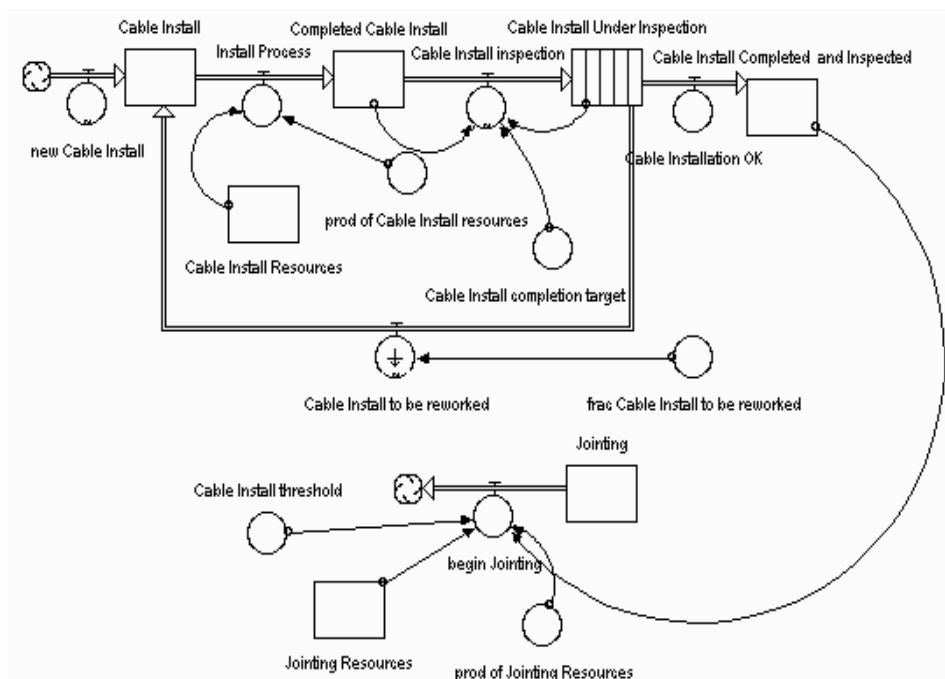 Cable Install
Completed Cable Install
Cable Install Under Inspection
Install Process
Cable Install inspection
Cable Install Completed and Inspected
new Cable Install
Cable Installation OK
prod of Cable Install resources
Cable Install Resources
Cable Install completion target
Cable Install to be reworked
frac Cable Install to be reworked
Jointing
Cable Install threshold
begin Jointing
Jointing Resources
prod of Jointing Resources